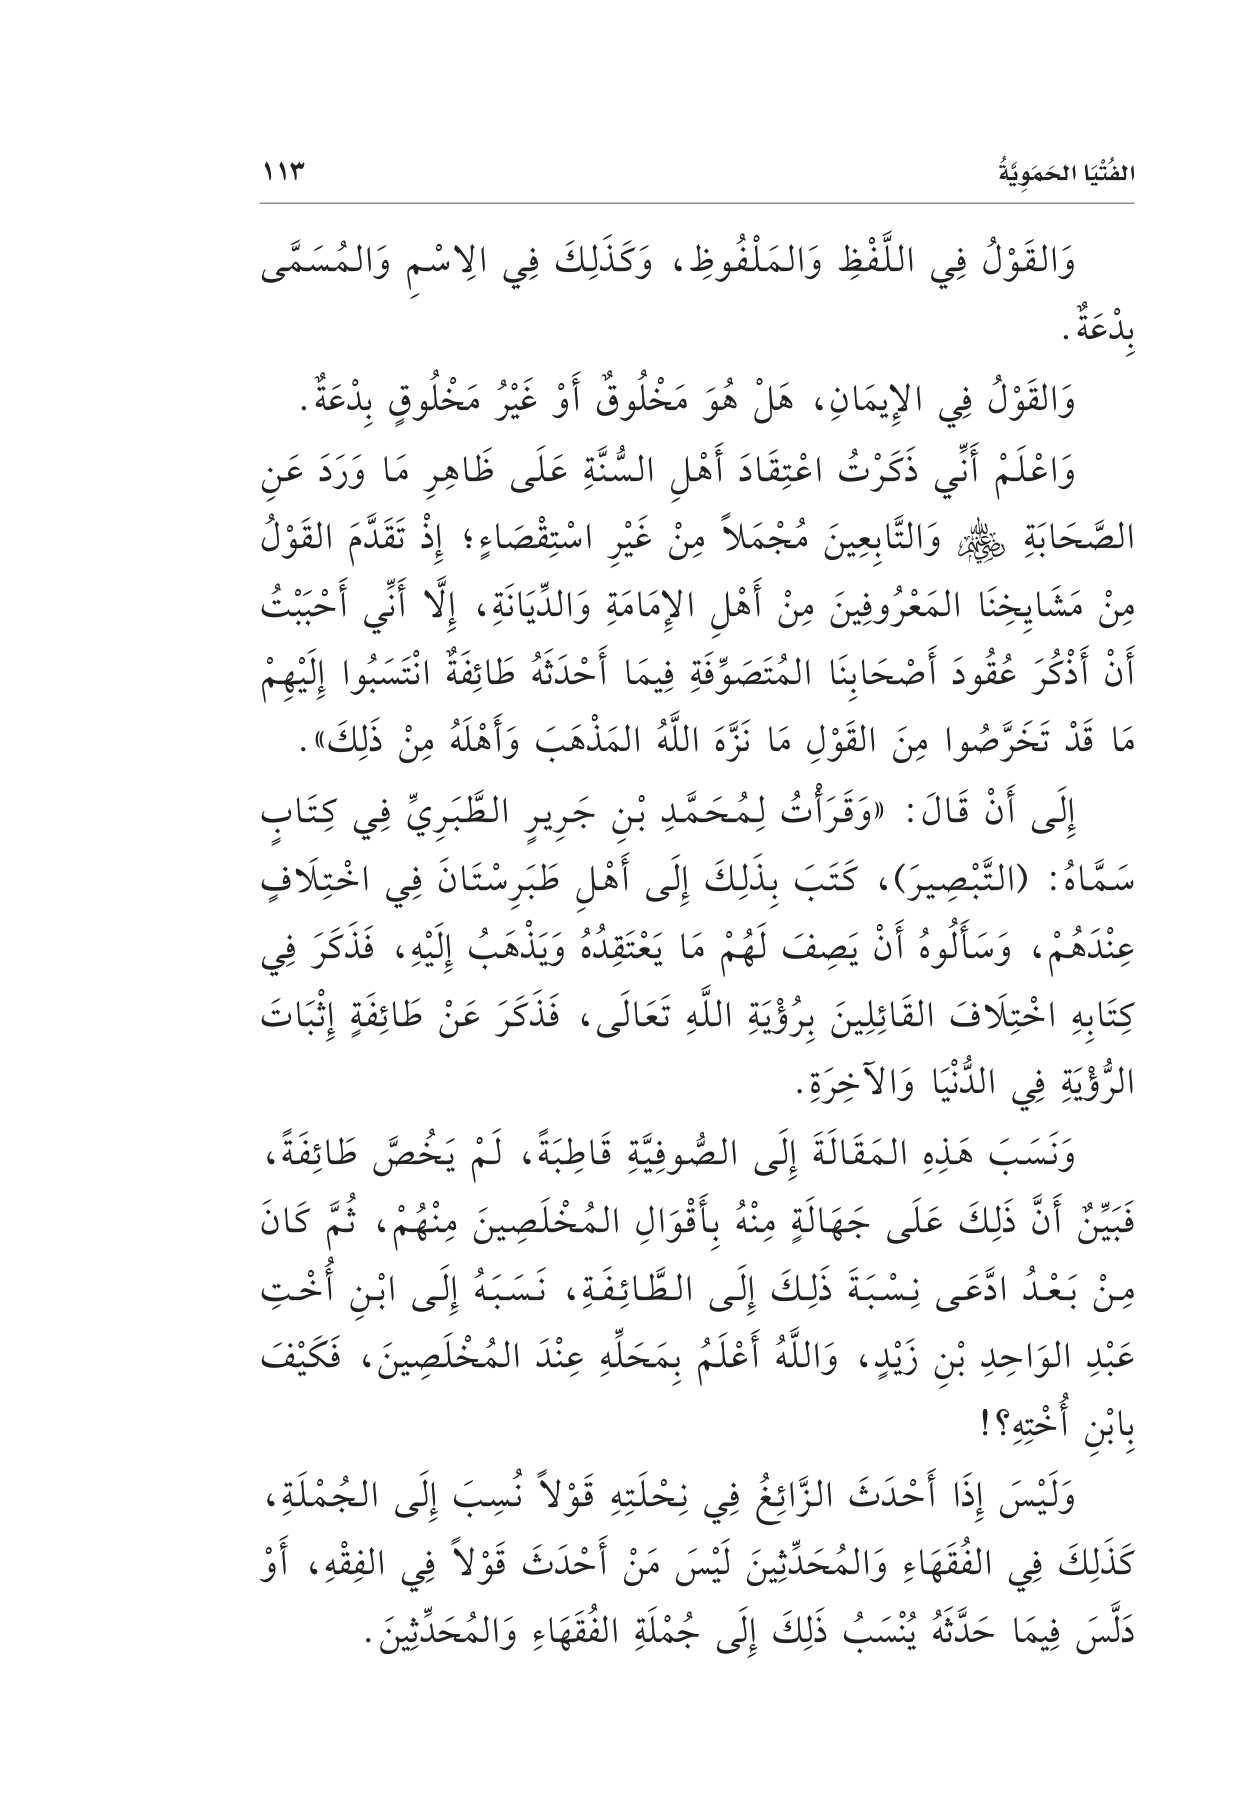 الفُتْيَا الحَمَوِيَّةُ ١١٣
وَالقَوْلُ فِي اللَّفْظِ وَالمَلْفُوظِ، وَكَذَلِكَ فِي الِاسْمِ وَالمُسَمَّى
بِدْعَةٌ.
وَالقَوْلُ فِي الإِيمَانِ، هَلْ هُوَ مَخْلُوقٌ أَوْ غَيْرُ مَخْلُوقٍ بِدْعَةٌ.
وَاعْلَمْ أَنِّي ذَكَرْتُ اعْتِقَادَ أَهْلِ السُّنَّةِ عَلَى ظَاهِرِ مَا وَرَدَ عَنِ
الصَّحَابَةِ ﵃ وَالتَّابِعِينَ مُجْمَلاً مِنْ غَيْرِ اسْتِقْصَاءٍ؛ إِذْ تَقَدَّمَ القَوْلُ
مِنْ مَشَايِخِنَا المَعْرُوفِينَ مِنْ أَهْلِ الإِمَامَةِ وَالدِّيَانَةِ، إِلَّا أَنِّي أَحْبَبْتُ
أَنْ أَذْكُرَ عُقُودَ أَصْحَابِنَا المُتَصَوِّفَةِ فِيمَا أَحْدَثَهُ طَائِفَةٌ انْتَسَبُوا إِلَيْهِمْ
مَا قَدْ تَخَرَّصُوا مِنَ القَوْلِ مَا نَزَّهَ اللَّهُ المَذْهَبَ وَأَهْلَهُ مِنْ ذَلِكَ».
إِلَى أَنْ قَالَ: «وَقَرَأْتُ لِمُحَمَّدِ بْنِ جَرِيرٍ الطَّبَرِيِّ فِي كِتَابٍ
سَمَّاهُ: (التَّبْصِيرَ)، كَتَبَ بِذَلِكَ إِلَى أَهْلِ طَبَرِسْتَانَ فِي اخْتِلَافٍ
عِنْدَهُمْ، وَسَأَلُوهُ أَنْ يَصِفَ لَهُمْ مَا يَعْتَقِدُهُ وَيَذْهَبُ إِلَيْهِ، فَذَكَرَ فِي
كِتَابِهِ اخْتِلَافَ القَائِلِينَ بِرُؤْيَةِ اللَّهِ تَعَالَى، فَذَكَرَ عَنْ طَائِفَةٍ إِثْبَاتَ
الرُّؤْيَةِ فِي الدُّنْيَا وَالآخِرَةِ.
وَنَسَبَ هَذِهِ المَقَالَةَ إِلَى الصُّوفِيَّةِ قَاطِبَةً، لَمْ يَخُصَّ طَائِفَةً،
فَبَيِّنٌ أَنَّ ذَلِكَ عَلَى جَهَالَةٍ مِنْهُ بِأَقْوَالِ المُخْلَصِينَ مِنْهُمْ، ثُمَّ كَانَ
مِنْ بَعْدُ ادَّعَى نِسْبَةَ ذَلِكَ إِلَى الطَّائِفَةِ، نَسَبَهُ إِلَى ابْنِ أُخْتِ
عَبْدِ الوَاحِدِ بْنِ زَيْدٍ، وَاللَّهُ أَعْلَمُ بِمَحَلِّهِ عِنْدَ المُخْلَصِينَ، فَكَيْفَ
بِابْنِ أُخْتِهِ؟!
وَلَيْسَ إِذَا أَحْدَثَ الزَّائِغُ فِي نِحْلَتِهِ قَوْلاً نُسِبَ إِلَى الجُمْلَةِ،
كَذَلِكَ فِي الفُقَهَاءِ وَالمُحَدِّثِينَ لَيْسَ مَنْ أَحْدَثَ قَوْلاً فِي الفِقْهِ، أَوْ
دَلَّسَ فِيمَا حَدَّثَهُ يُنْسَبُ ذَلِكَ إِلَى جُمْلَةِ الفُقَهَاءِ وَالمُحَدِّثِينَ.